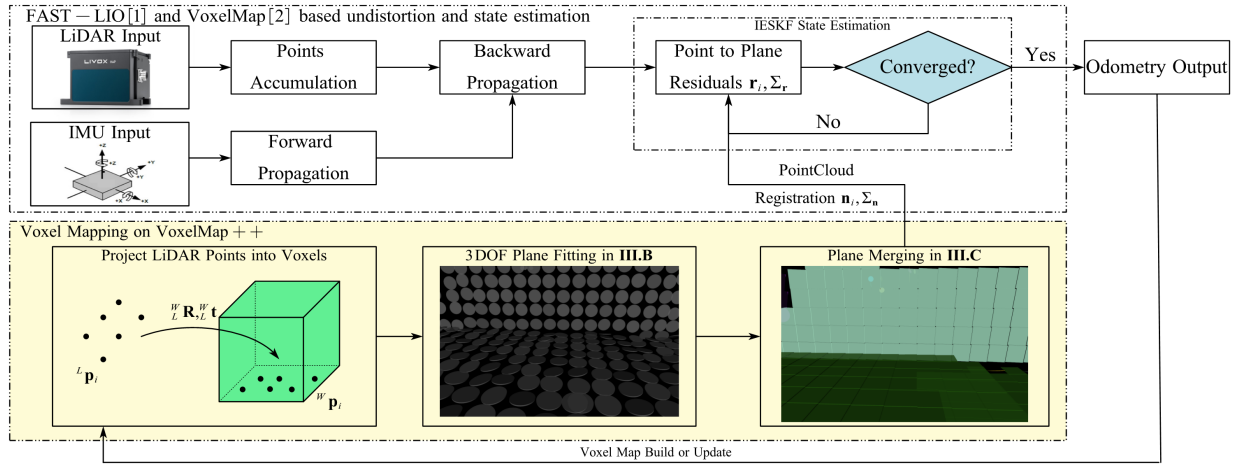 FAST−LIO[1] and VoxelMap[2] based undistortion and state estimation
LiDAR Input
LIVOX
Points
Accumulation
Backward
Propagation
IESKF State Estimation
Point to Plane
Residuals r_i, Σ_r
Converged?
Yes
No
Odometry Output
IMU Input
+Z
+Z
+Y
+Y
+X
+X
Forward
Propagation
PointCloud
Registration n_i, Σ_n
Voxel Mapping on VoxelMap++
Project LiDAR Points into Voxels
^W_L R, ^W_L t
^L p_i
^W p_i
3DOF Plane Fitting in III.B
Plane Merging in III.C
Voxel Map Build or Update